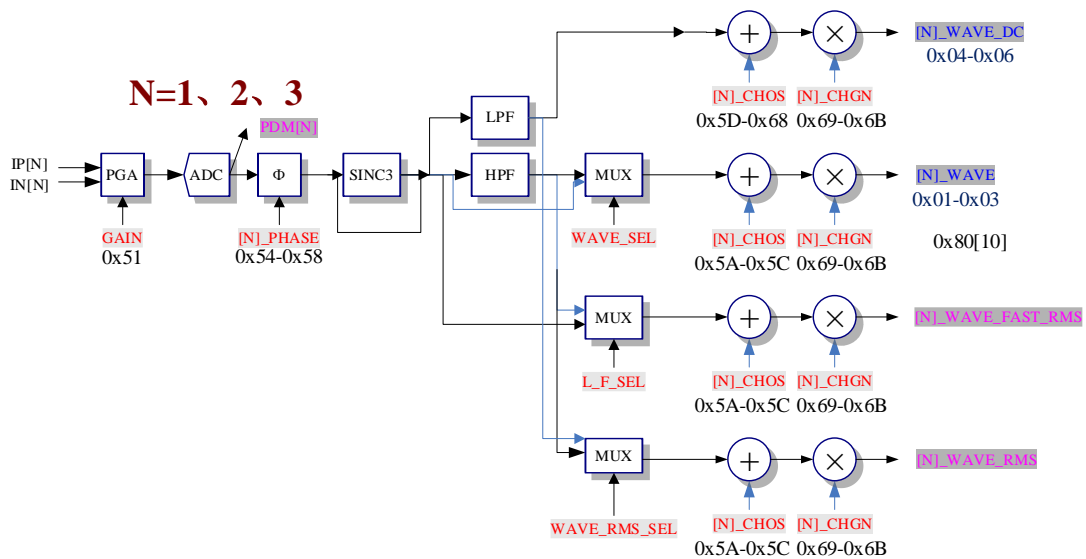 N=1、2、3
PDM[N]
IP[N]
IN[N]
PGA
ADC
Φ
SINC3
GAIN
0x51
[N]_PHASE
0x54-0x58
LPF
HPF
+
×
[N]_WAVE_DC
0x04-0x06
[N]_CHOS
[N]_CHGN
0x5D-0x68
0x69-0x6B
MUX
+
×
[N]_WAVE
0x01-0x03
WAVE_SEL
[N]_CHOS
[N]_CHGN
0x80[10]
0x5A-0x5C
0x69-0x6B
MUX
+
×
[N]_WAVE_FAST_RMS
L_F_SEL
[N]_CHOS
[N]_CHGN
0x5A-0x5C
0x69-0x6B
MUX
+
×
[N]_WAVE_RMS
WAVE_RMS_SEL
[N]_CHOS
[N]_CHGN
0x5A-0x5C
0x69-0x6B